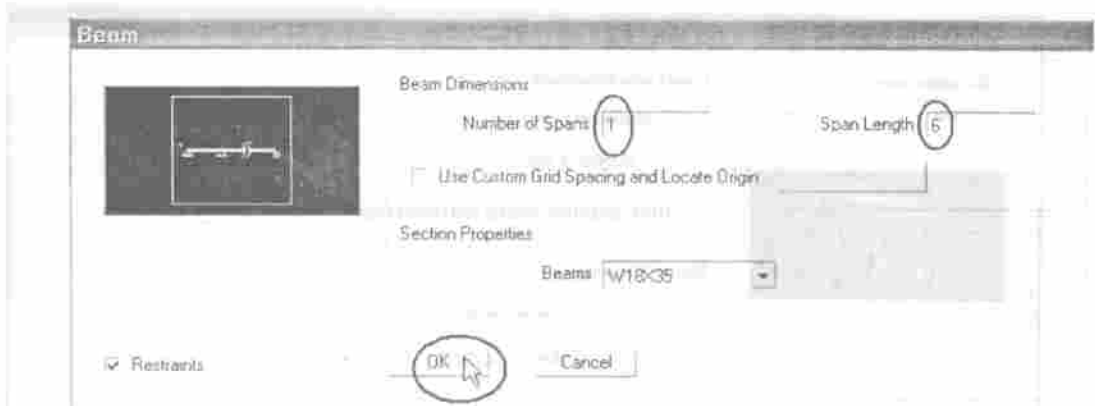 Beam
Beam Dimensions
Number of Spans 1
Span Length 6
Use Custom Grid Spacing and Locate Origin
Section Properties
Beams W18X35
Restraints
OK
Cancel